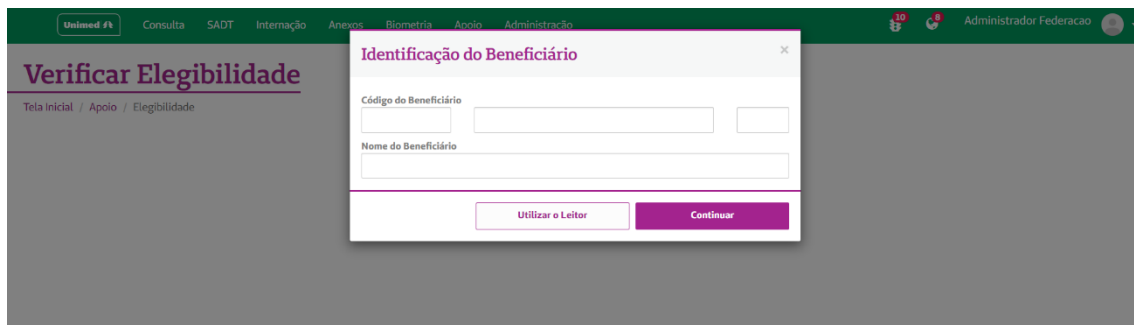 Unimed Consulta SADT Internação Anexos Biometria Apoio Administração 10 8 Administrador Federacao
Verificar Elegibilidade
Tela Inicial / Apoio / Elegibilidade
Identificação do Beneficiário ×
Código do Beneficiário
Nome do Beneficiário
Utilizar o Leitor Continuar